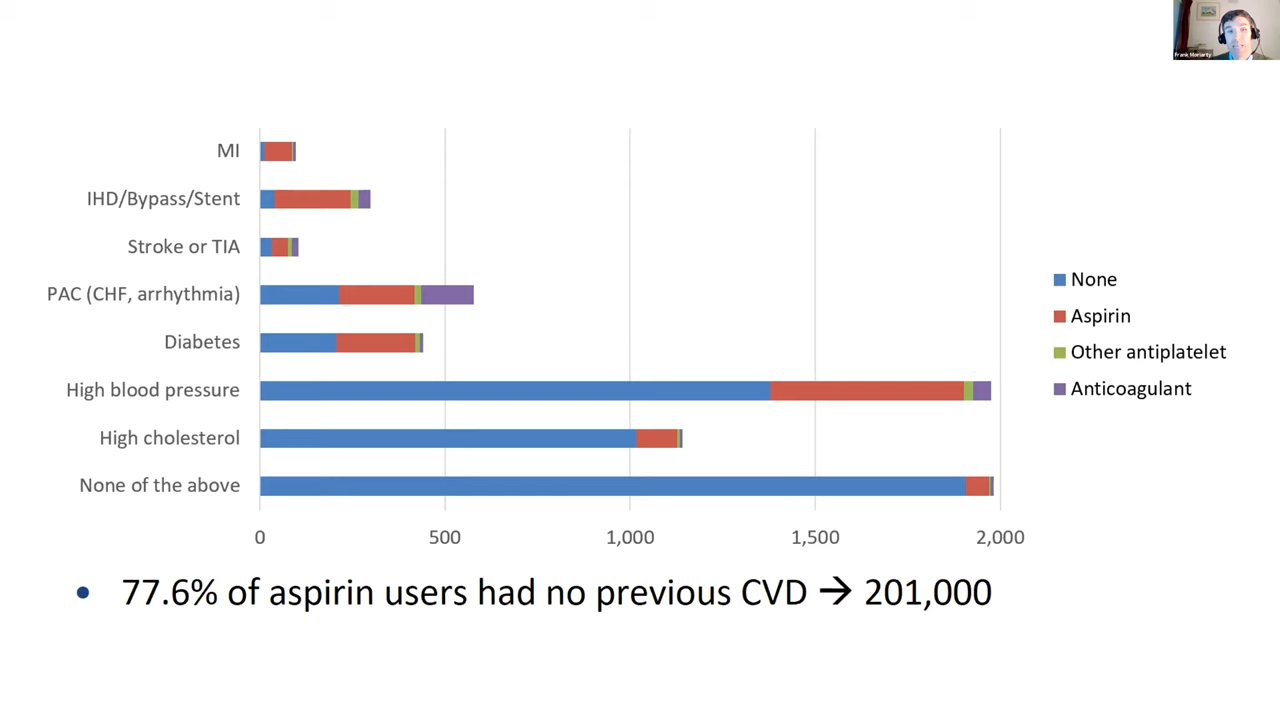 Frank Moriarty
MI
IHD/Bypass/Stent
Stroke or TIA
PAC (CHF, arrhythmia)
Diabetes
High blood pressure
High cholesterol
None of the above
0
500
1,000
1,500
2,000
None
Aspirin
Other antiplatelet
Anticoagulant
• 77.6% of aspirin users had no previous CVD → 201,000